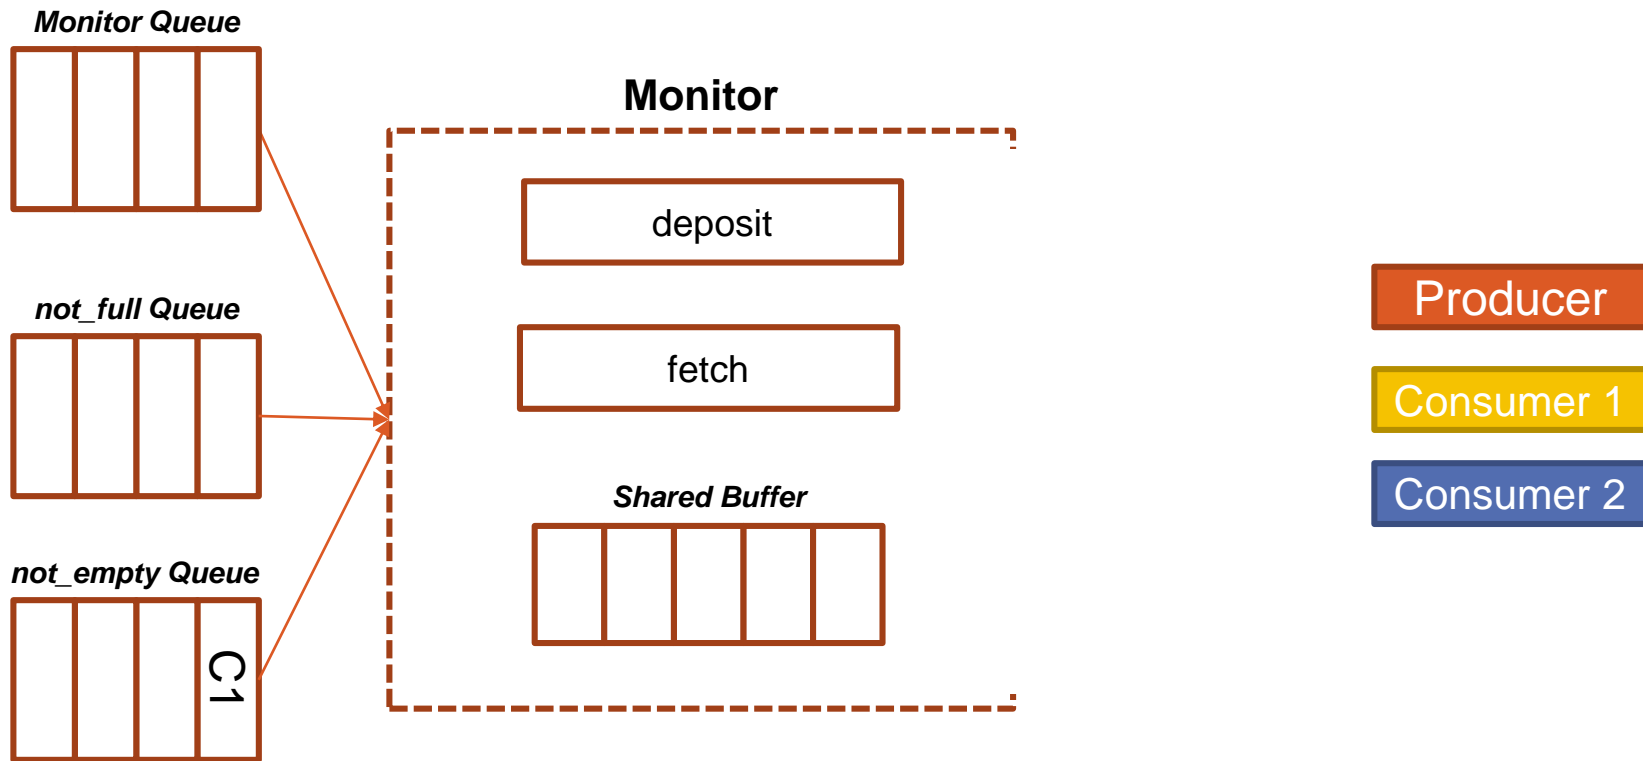 Monitor Queue
Monitor
deposit
not_full Queue
Producer
fetch
Consumer 1
Shared Buffer
Consumer 2
not_empty Queue
C1